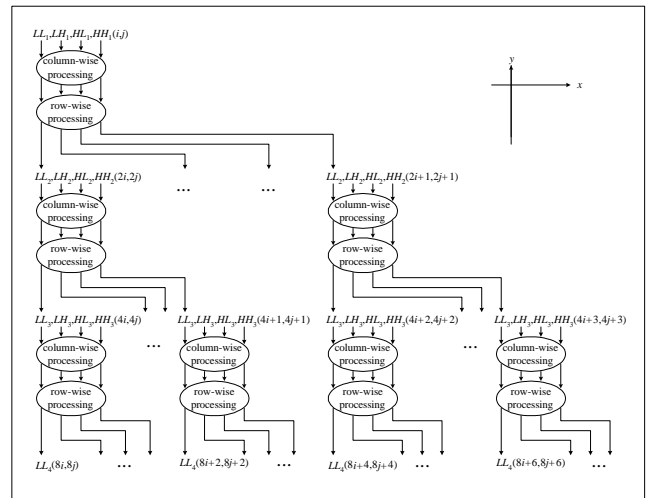 LL₁,LH₁,HL₁,HH₁(i,j)
column-wise
processing
y
x
row-wise
processing
LL₂,LH₂,HL₂,HH₂(2i,2j)
...
...
LL₂,LH₂,HL₂,HH₂(2i+1,2j+1)
column-wise
processing
column-wise
processing
row-wise
processing
row-wise
processing
LL₃,LH₃,HL₃,HH₃(4i,4j)
...
LL₃,LH₃,HL₃,HH₃(4i+1,4j+1)
LL₃,LH₃,HL₃,HH₃(4i+2,4j+2)
...
LL₃,LH₃,HL₃,HH₃(4i+3,4j+3)
column-wise
processing
column-wise
processing
column-wise
processing
column-wise
processing
row-wise
processing
row-wise
processing
row-wise
processing
row-wise
processing
LL₄(8i,8j)
...
LL₄(8i+2,8j+2)
...
LL₄(8i+4,8j+4)
...
LL₄(8i+6,8j+6)
...